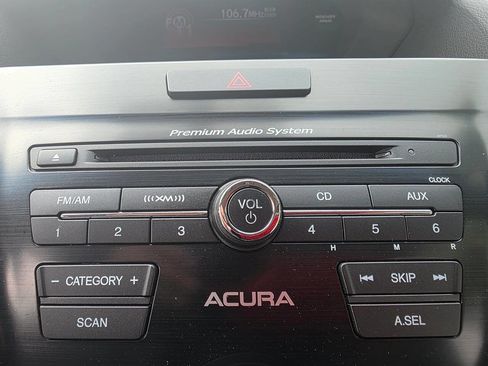 106.7MHz
Premium Audio System
CLOCK
FM/AM (((XM))) VOL CD AUX
1 2 3 4 5 6
H M R
− CATEGORY + SKIP
ACURA
SCAN A.SEL